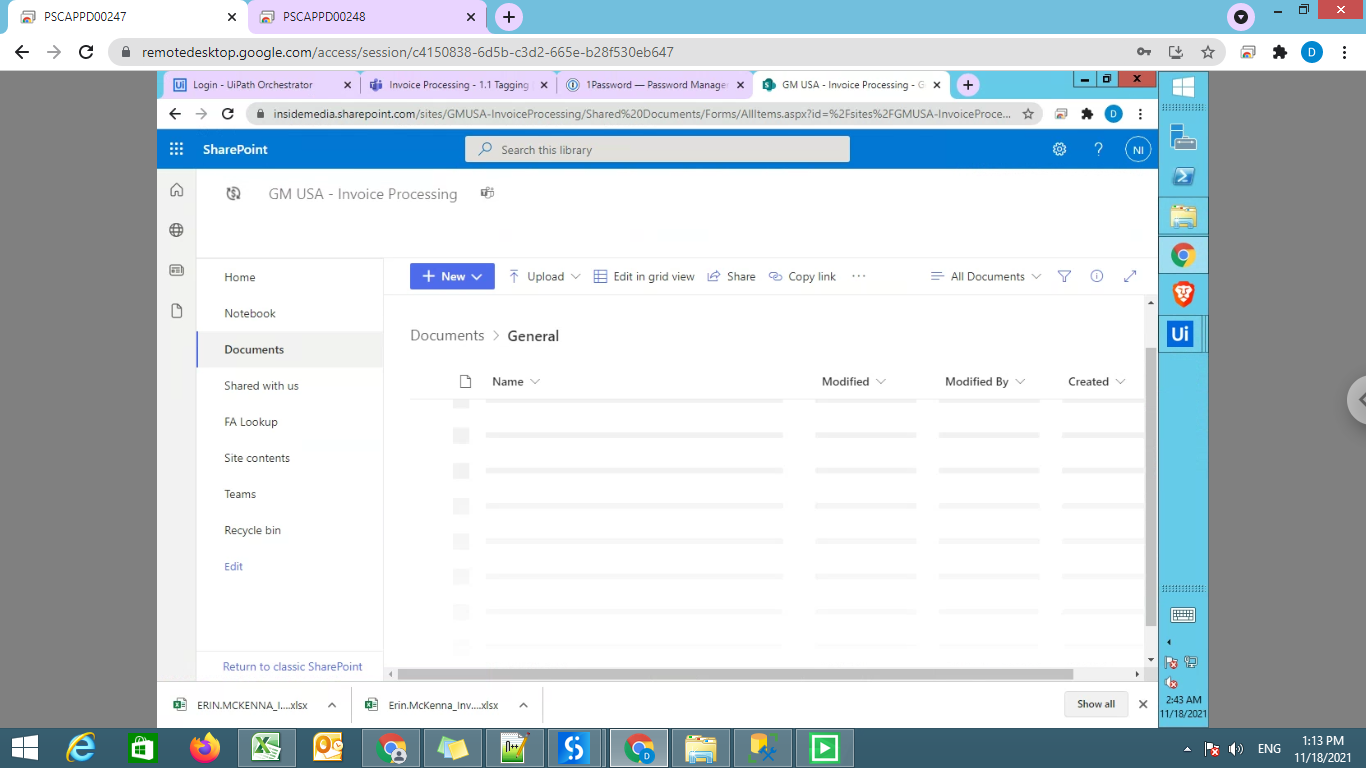 PSCAPPD00247
PSCAPPD00248
remotedesktop.google.com/access/session/c4150838-6d5b-c3d2-665e-b28f530eb647
D
Login - UiPath Orchestrator
Invoice Processing - 1.1 Tagging
1Password — Password Manage
GM USA - Invoice Processing - G
insidemedia.sharepoint.com/sites/GMUSA-InvoiceProcessing/Shared%20Documents/Forms/AllItems.aspx?id=%2Fsites%2FGMUSA-InvoiceProce...
D
SharePoint
Search this library
?
NI
GM USA - Invoice Processing
Home
Notebook
Documents
Shared with us
FA Lookup
Site contents
Teams
Recycle bin
Edit
Return to classic SharePoint
New
Upload
Edit in grid view
Share
Copy link
All Documents
Documents > General
Name
Modified
Modified By
Created
Ui
ERIN.MCKENNA_I....xlsx
Erin.McKenna_Inv....xlsx
Show all
2:43 AM
11/18/2021
ENG
1:13 PM
11/18/2021